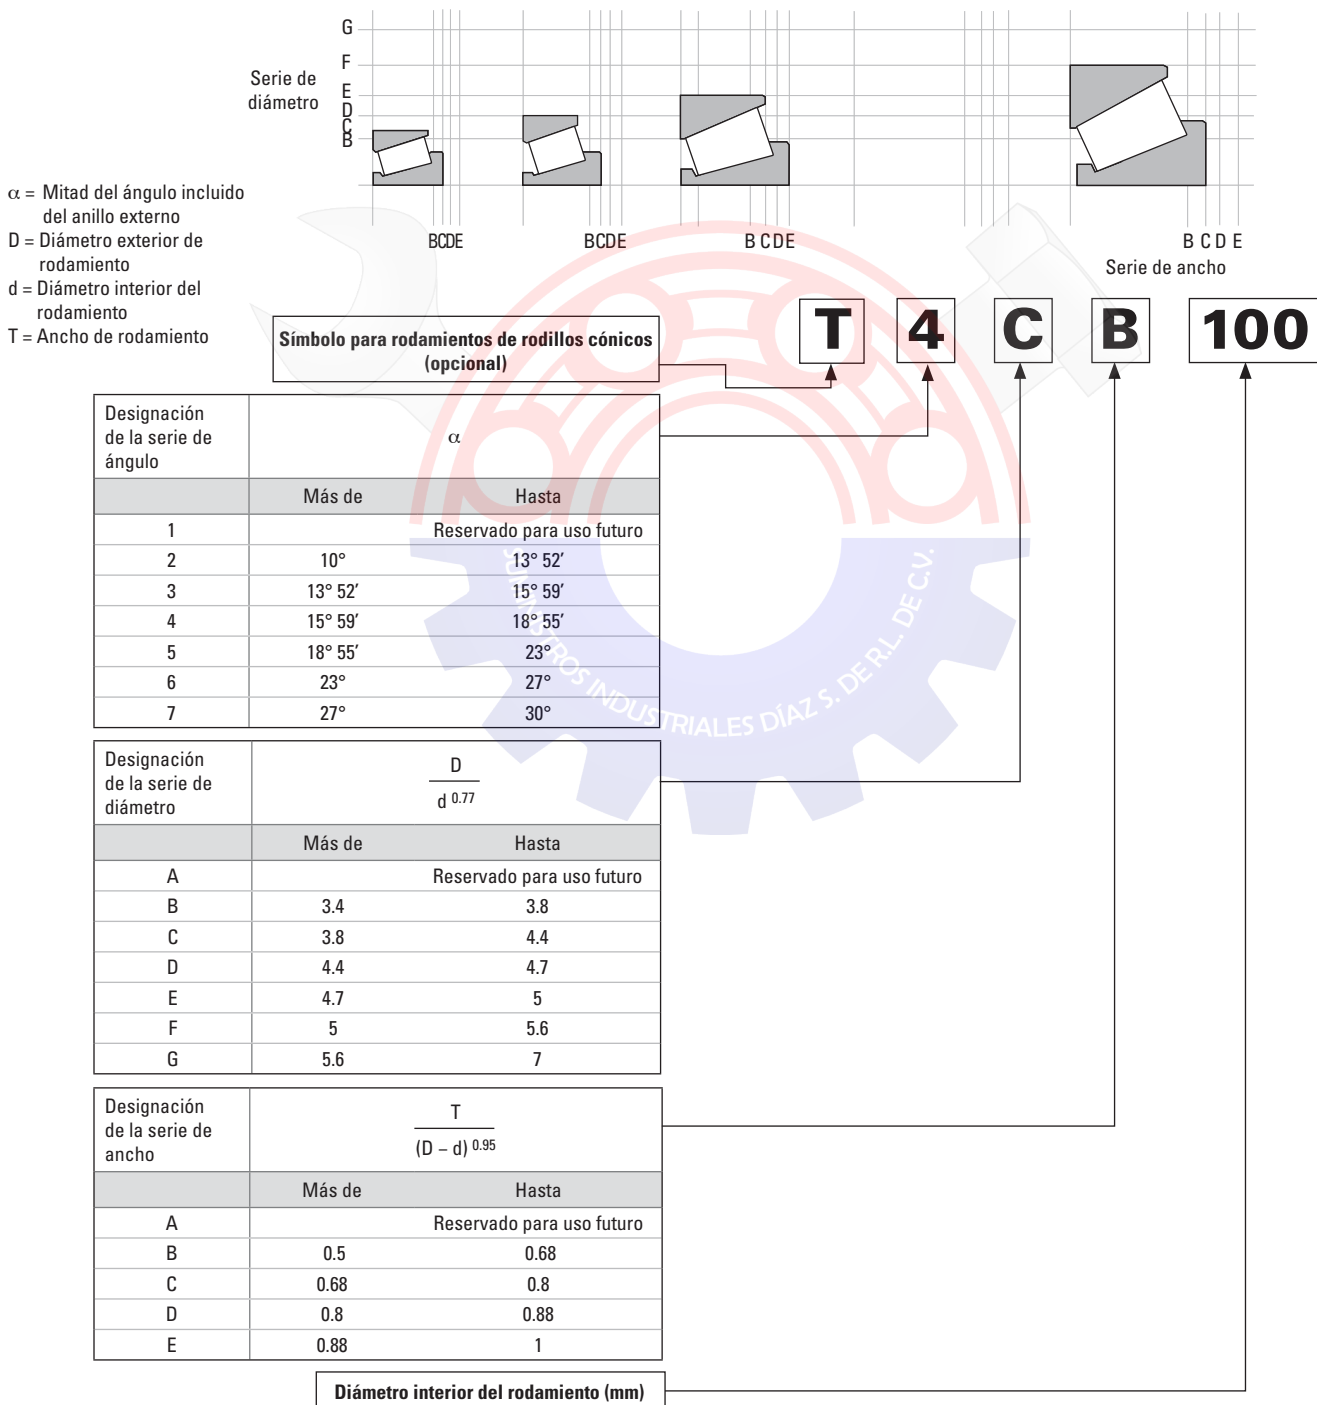 G
F
E
D
C
B
Serie de
diámetro
BCDE
BCDE
B C D E
B C D E
Serie de ancho
α = Mitad del ángulo incluido
del anillo externo
D = Diámetro exterior de
rodamiento
d = Diámetro interior del
rodamiento
T = Ancho de rodamiento
Símbolo para rodamientos de rodillos cónicos
(opcional)
T 4 C B 100
Designación
de la serie de
ángulo
α
Más de Hasta
1 Reservado para uso futuro
2 10° 13° 52′
3 13° 52′ 15° 59′
4 15° 59′ 18° 55′
5 18° 55′ 23°
6 23° 27°
7 27° 30°
SUMINISTROS INDUSTRIALES DÍAZ S. DE R.L. DE C.V.
Designación
de la serie de
diámetro
D
d 0.77
Más de Hasta
A Reservado para uso futuro
B 3.4 3.8
C 3.8 4.4
D 4.4 4.7
E 4.7 5
F 5 5.6
G 5.6 7
Designación
de la serie de
ancho
T
(D – d) 0.95
Más de Hasta
A Reservado para uso futuro
B 0.5 0.68
C 0.68 0.8
D 0.8 0.88
E 0.88 1
Diámetro interior del rodamiento (mm)